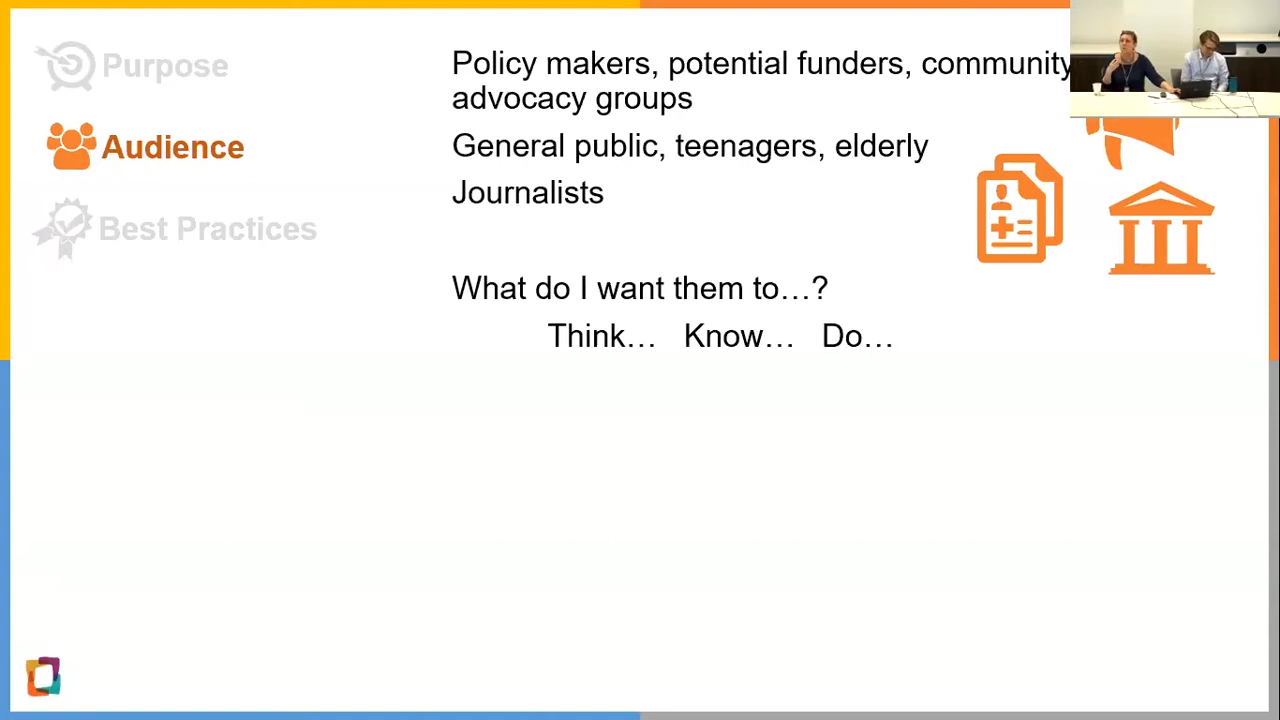 Purpose
Audience
Best Practices
Policy makers, potential funders, community
advocacy groups
General public, teenagers, elderly
Journalists
What do I want them to…?
Think… Know… Do…